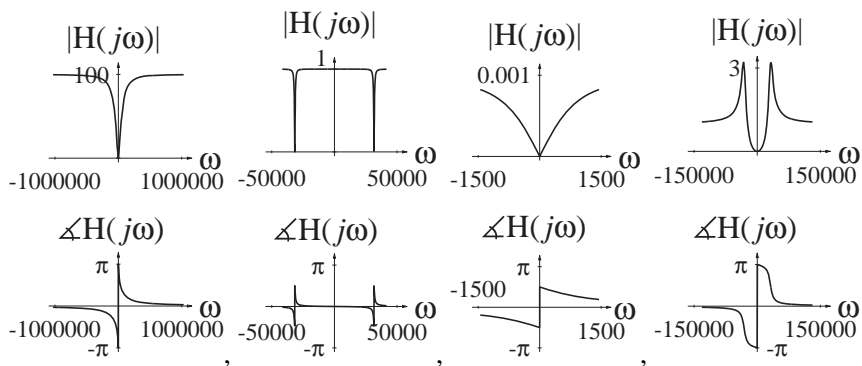 |H(jω)| |H(jω)| |H(jω)| |H(jω)|
100 1 0.001 3
ω ω ω ω
-1000000 1000000 -50000 50000 -1500 1500 -150000 150000
∡H(jω) ∡H(jω) ∡H(jω) ∡H(jω)
π π π π
ω ω -1500 ω ω
-1000000 1000000 -50000 50000 1500 -150000 150000
-π , -π , -π , -π